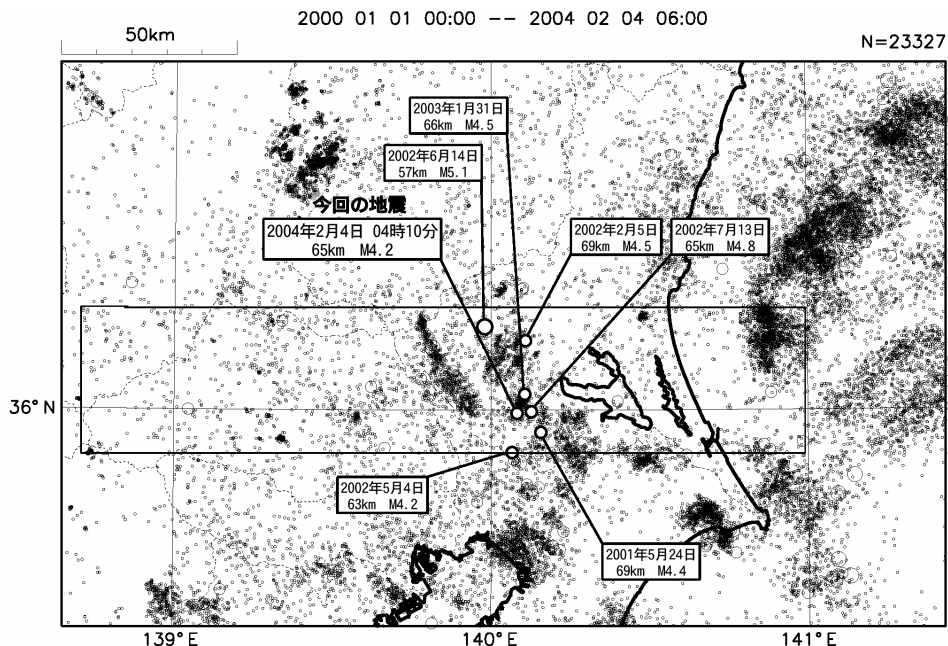 2000 01 01 00:00 -- 2004 02 04 06:00
50km
N=23327
2003年1月31日
66km M4.5
2002年6月14日
57km M5.1
今回の地震
2004年2月4日 04時10分
65km M4.2
2002年2月5日
69km M4.5
2002年7月13日
65km M4.8
36°N
2002年5月4日
63km M4.2
2001年5月24日
69km M4.4
139°E
140°E
141°E